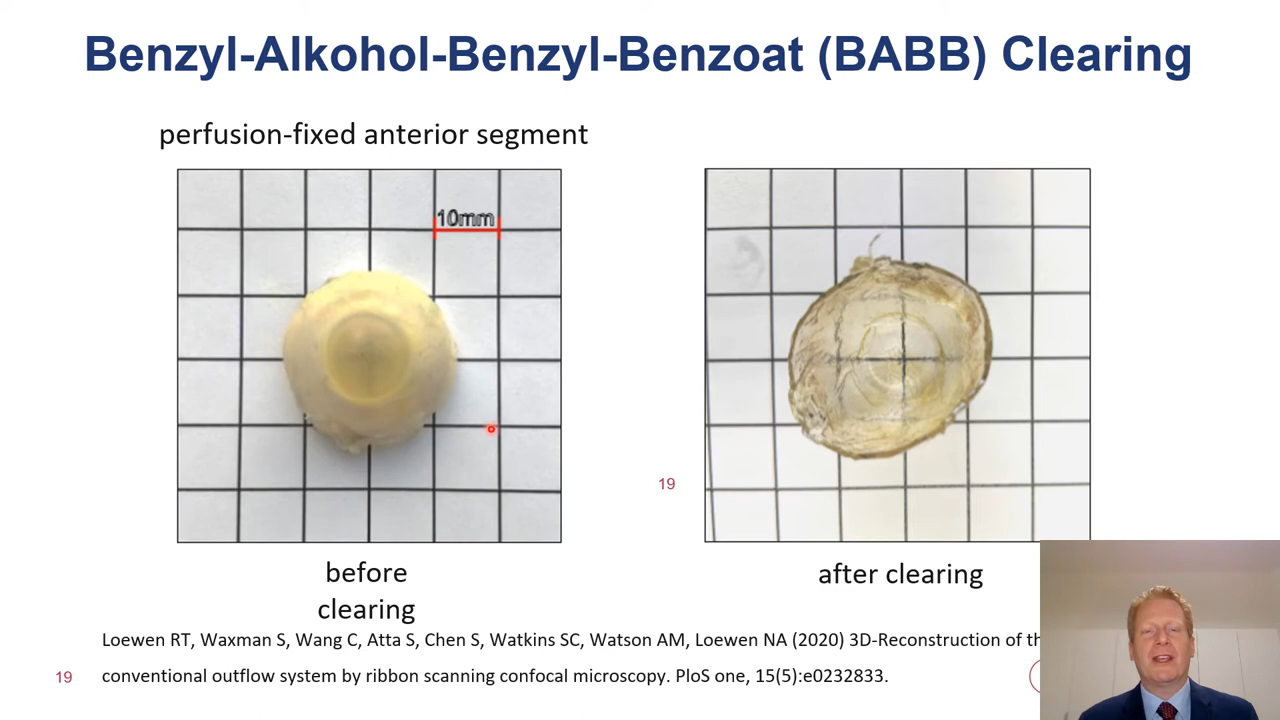 Benzyl-Alkohol-Benzyl-Benzoat (BABB) Clearing
perfusion-fixed anterior segment
10mm
19
before
clearing
after clearing
Loewen RT, Waxman S, Wang C, Atta S, Chen S, Watkins SC, Watson AM, Loewen NA (2020) 3D-Reconstruction of
19
conventional outflow system by ribbon scanning confocal microscopy. PloS one, 15(5):e0232833.